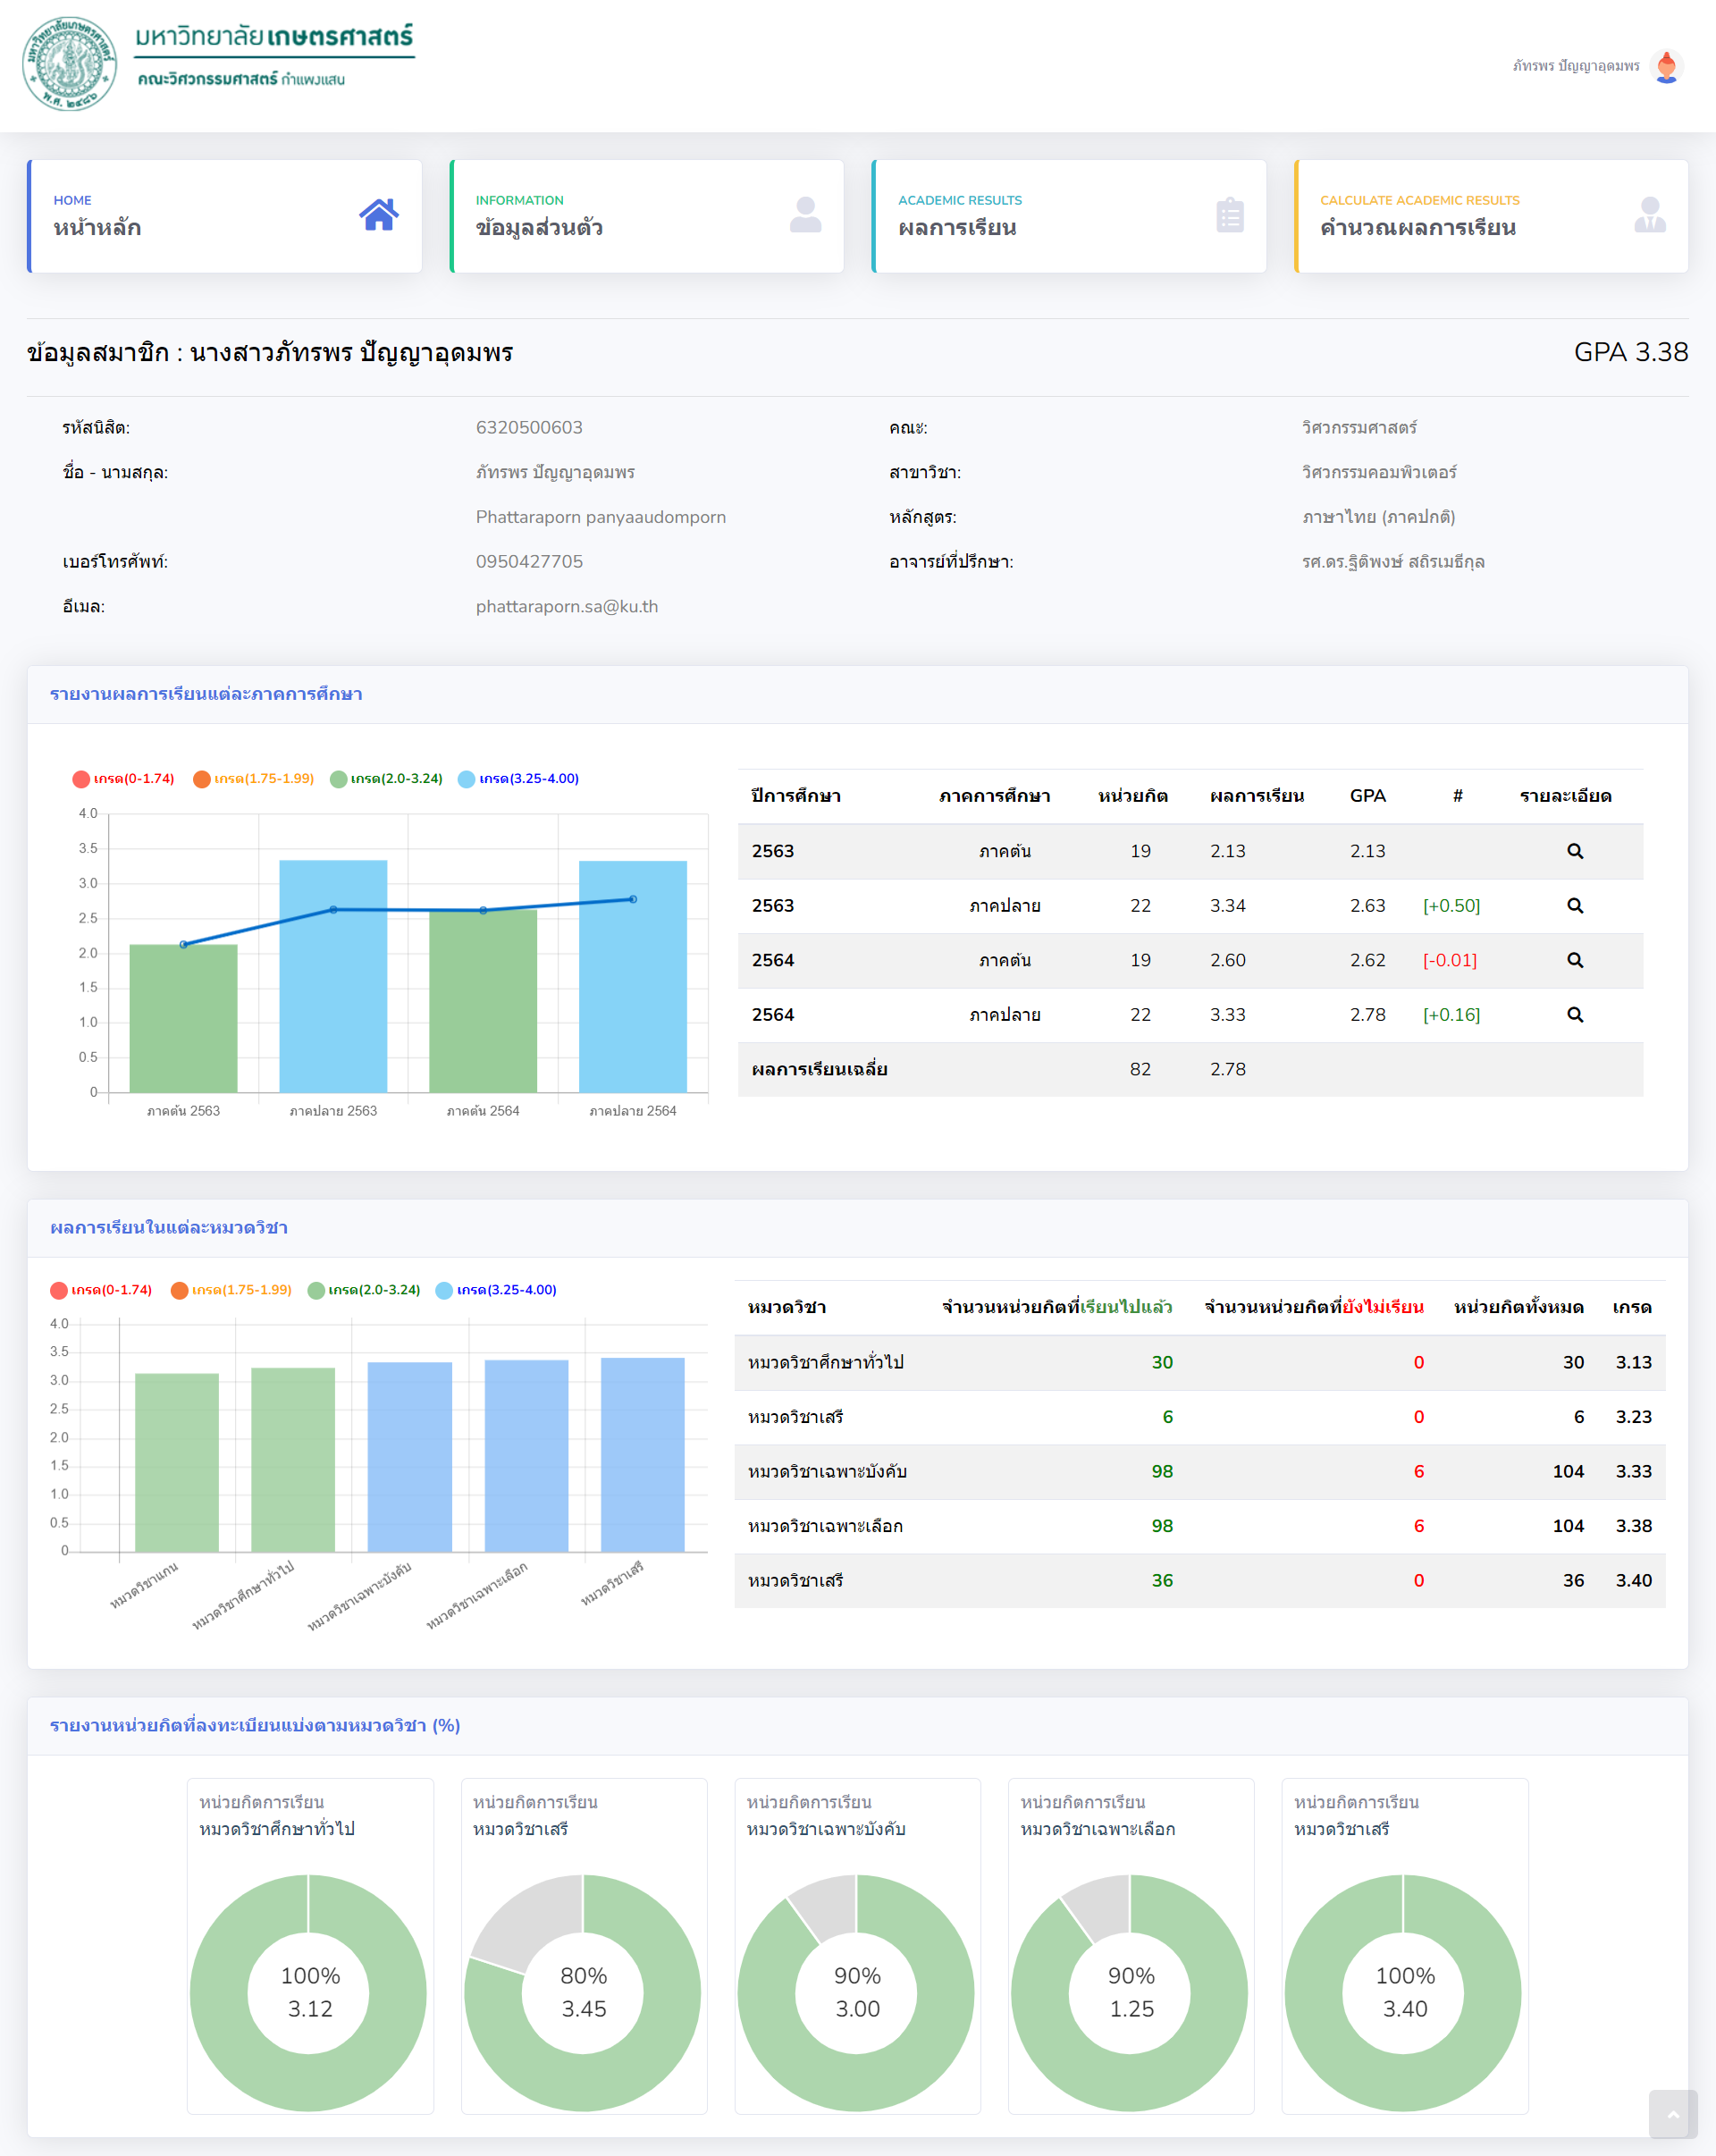 มหาวิทยาลัยเกษตรศาสตร์
คณะวิศวกรรมศาสตร์ กำแพงแสน
มหาวิทยาลัยเกษตรศาสตร์
พ.ศ. ๒๔๘๖
ภัทรพร ปัญญาอุดมพร
HOME
หน้าหลัก
INFORMATION
ข้อมูลส่วนตัว
ACADEMIC RESULTS
ผลการเรียน
CALCULATE ACADEMIC RESULTS
คำนวณผลการเรียน
ข้อมูลสมาชิก : นางสาวภัทรพร ปัญญาอุดมพร GPA 3.38
รหัสนิสิต: 6320500603 คณะ: วิศวกรรมศาสตร์
ชื่อ - นามสกุล: ภัทรพร ปัญญาอุดมพร สาขาวิชา: วิศวกรรมคอมพิวเตอร์
Phattaraporn panyaaudomporn หลักสูตร: ภาษาไทย (ภาคปกติ)
เบอร์โทรศัพท์: 0950427705 อาจารย์ที่ปรึกษา: รศ.ดร.ฐิติพงษ์ สถิรเมธีกุล
อีเมล: phattaraporn.sa@ku.th
รายงานผลการเรียนแต่ละภาคการศึกษา
เกรด(0-1.74) เกรด(1.75-1.99) เกรด(2.0-3.24) เกรด(3.25-4.00)
4.0
3.5
3.0
2.5
2.0
1.5
1.0
0.5
0
ภาคต้น 2563 ภาคปลาย 2563 ภาคต้น 2564 ภาคปลาย 2564
ปีการศึกษา ภาคการศึกษา หน่วยกิต ผลการเรียน GPA # รายละเอียด
2563 ภาคต้น 19 2.13 2.13
2563 ภาคปลาย 22 3.34 2.63 [+0.50]
2564 ภาคต้น 19 2.60 2.62 [-0.01]
2564 ภาคปลาย 22 3.33 2.78 [+0.16]
ผลการเรียนเฉลี่ย 82 2.78
ผลการเรียนในแต่ละหมวดวิชา
เกรด(0-1.74) เกรด(1.75-1.99) เกรด(2.0-3.24) เกรด(3.25-4.00)
4.0
3.5
3.0
2.5
2.0
1.5
1.0
0.5
0
หมวดวิชาแกน หมวดวิชาศึกษาทั่วไป หมวดวิชาเฉพาะบังคับ หมวดวิชาเฉพาะเลือก หมวดวิชาเสรี
หมวดวิชา จำนวนหน่วยกิตที่เรียนไปแล้ว จำนวนหน่วยกิตที่ยังไม่เรียน หน่วยกิตทั้งหมด เกรด
หมวดวิชาศึกษาทั่วไป 30 0 30 3.13
หมวดวิชาเสรี 6 0 6 3.23
หมวดวิชาเฉพาะบังคับ 98 6 104 3.33
หมวดวิชาเฉพาะเลือก 98 6 104 3.38
หมวดวิชาเสรี 36 0 36 3.40
รายงานหน่วยกิตที่ลงทะเบียนแบ่งตามหมวดวิชา (%)
หน่วยกิตการเรียน
หมวดวิชาศึกษาทั่วไป
100%
3.12
หน่วยกิตการเรียน
หมวดวิชาเสรี
80%
3.45
หน่วยกิตการเรียน
หมวดวิชาเฉพาะบังคับ
90%
3.00
หน่วยกิตการเรียน
หมวดวิชาเฉพาะเลือก
90%
1.25
หน่วยกิตการเรียน
หมวดวิชาเสรี
100%
3.40